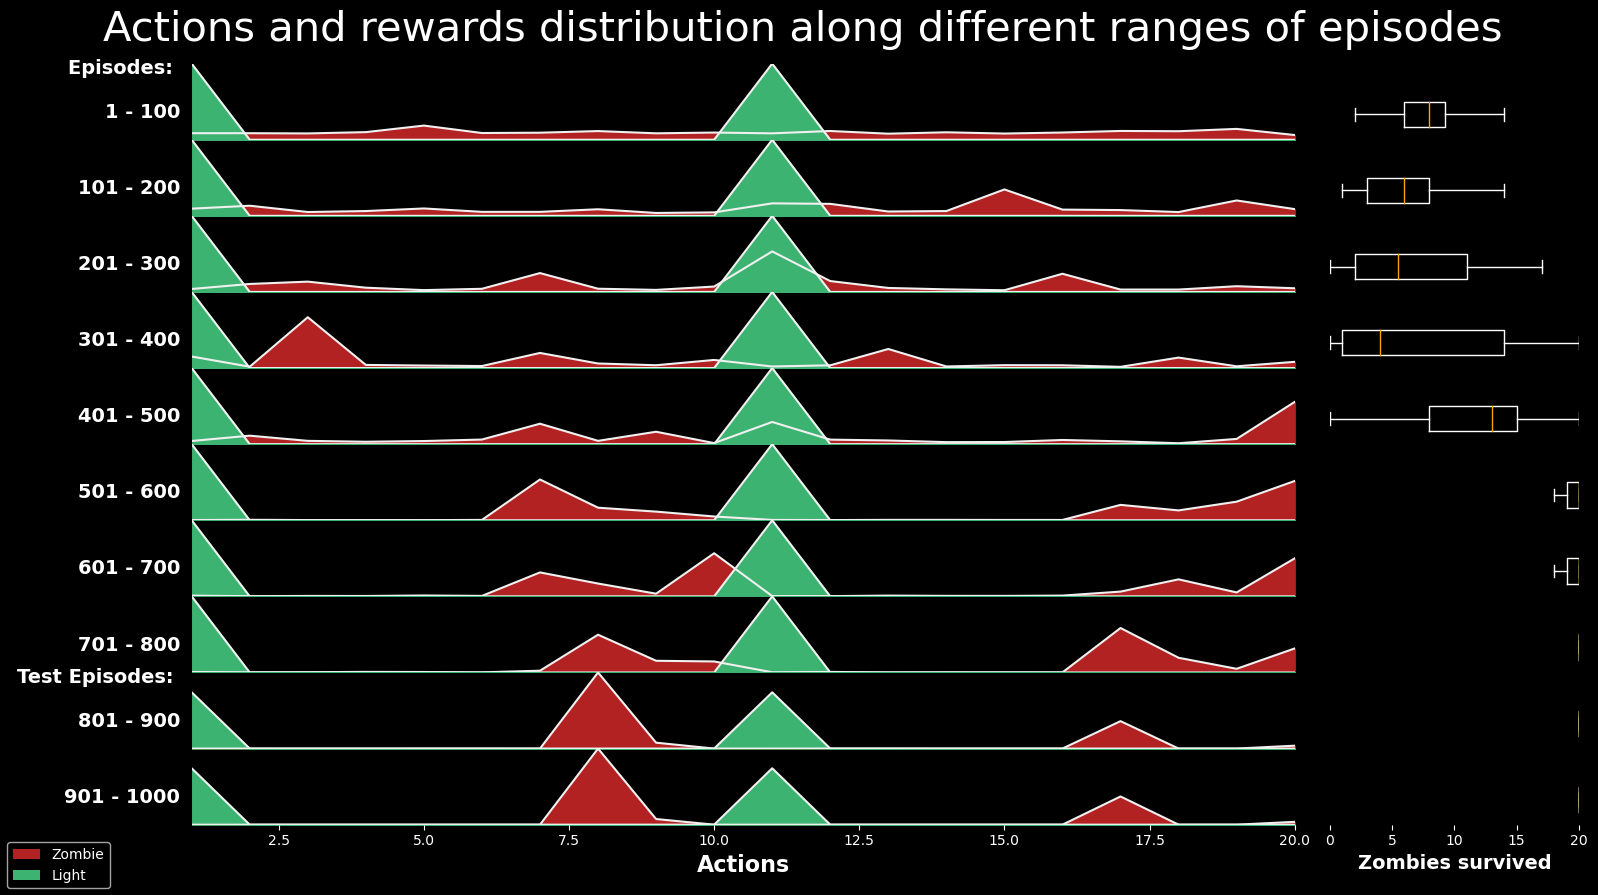 Actions and rewards distribution along different ranges of episodes
Episodes:
1 - 100
101 - 200
201 - 300
301 - 400
401 - 500
501 - 600
601 - 700
701 - 800
Test Episodes:
801 - 900
901 - 1000
2.5 5.0 7.5 10.0 12.5 15.0 17.5 20.0
Actions
0 5 10 15 20
Zombies survived
Zombie
Light